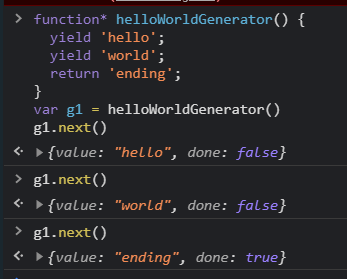 > function* helloWorldGenerator() {
yield 'hello';
yield 'world';
return 'ending';
}
var g1 = helloWorldGenerator()
g1.next()
<· ▶{value: "hello", done: false}
> g1.next()
<· ▶{value: "world", done: false}
> g1.next()
<· ▶{value: "ending", done: true}